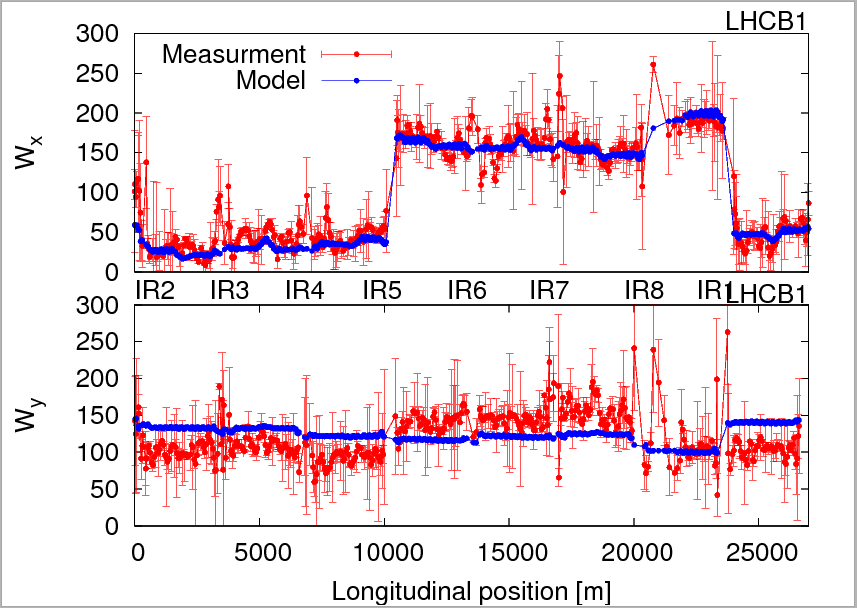 LHCB1
300
250
200
150
100
50
0
Wx
Measurment
Model
IR2 IR3 IR4 IR5 IR6 IR7 IR8 IR1
LHCB1
300
250
200
150
100
50
0
Wy
0 5000 10000 15000 20000 25000
Longitudinal position [m]